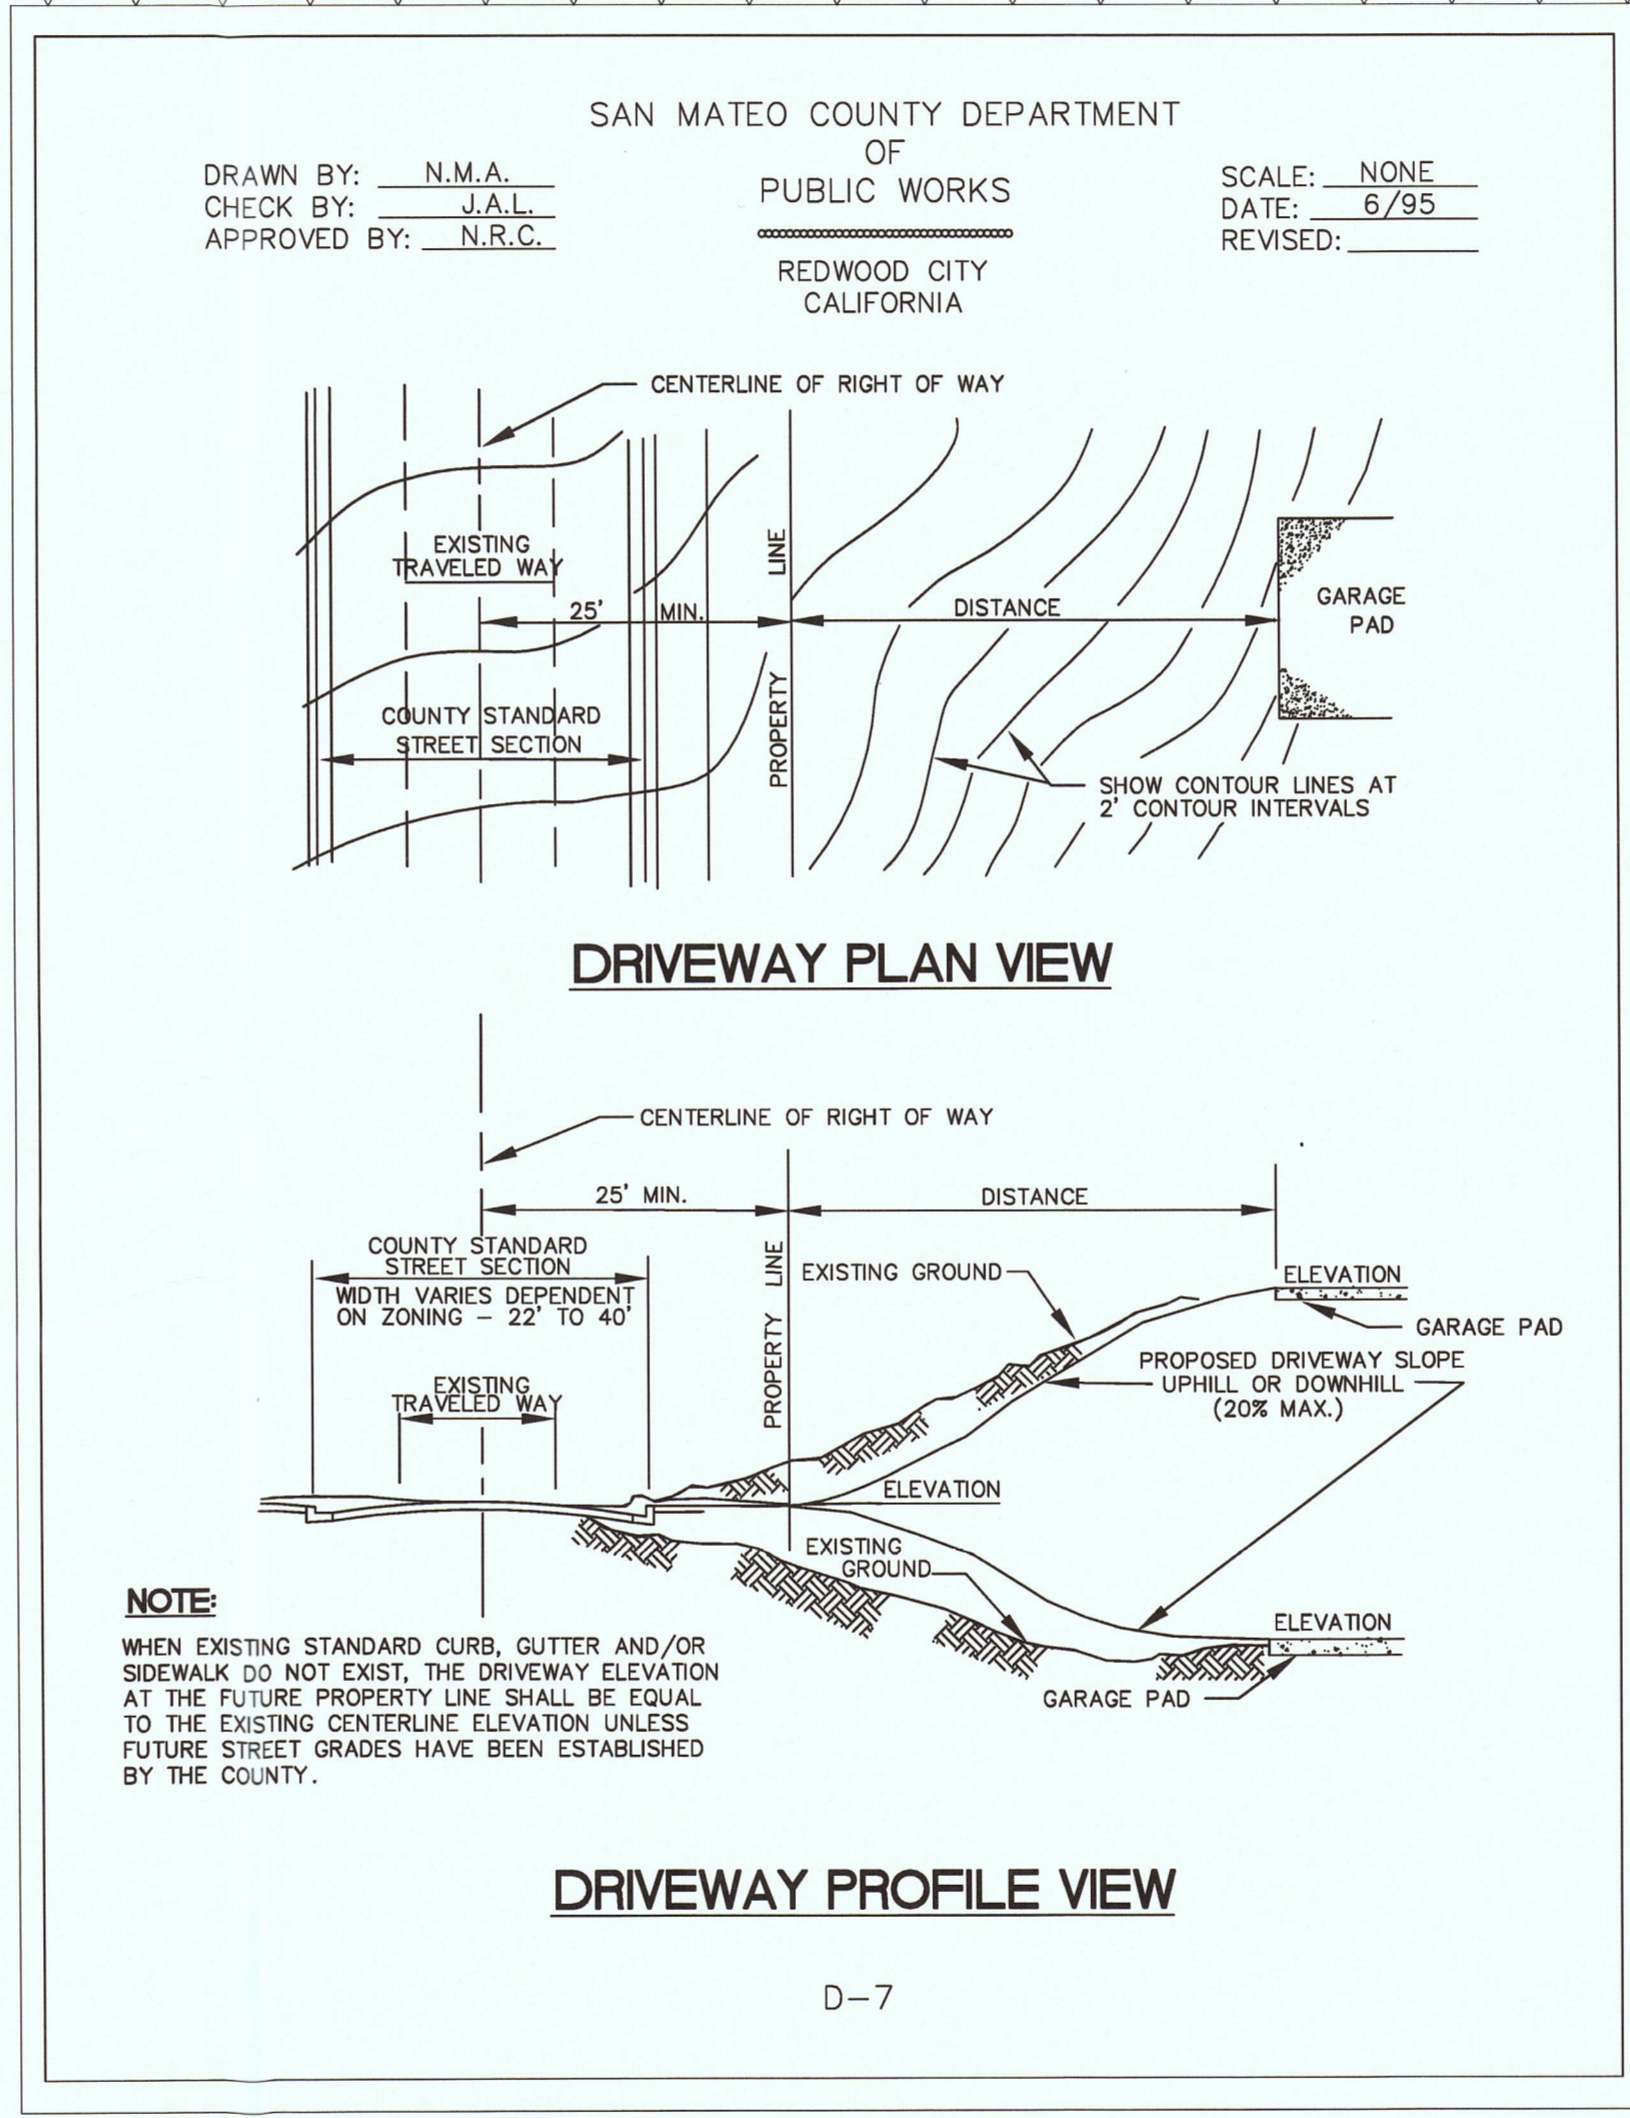 SAN MATEO COUNTY DEPARTMENT
OF
PUBLIC WORKS
REDWOOD CITY
CALIFORNIA
DRAWN BY: N.M.A.
CHECK BY: J.A.L.
APPROVED BY: N.R.C.
SCALE: NONE
DATE: 6/95
REVISED:
CENTERLINE OF RIGHT OF WAY
EXISTING
TRAVELED WAY
25' MIN.
PROPERTY LINE
DISTANCE
GARAGE
PAD
COUNTY STANDARD
STREET SECTION
SHOW CONTOUR LINES AT
2' CONTOUR INTERVALS
DRIVEWAY PLAN VIEW
CENTERLINE OF RIGHT OF WAY
25' MIN.
DISTANCE
COUNTY STANDARD
STREET SECTION
WIDTH VARIES DEPENDENT
ON ZONING - 22' TO 40'
PROPERTY LINE
EXISTING GROUND
ELEVATION
GARAGE PAD
PROPOSED DRIVEWAY SLOPE
UPHILL OR DOWNHILL
(20% MAX.)
EXISTING
TRAVELED WAY
ELEVATION
EXISTING
GROUND
ELEVATION
GARAGE PAD
NOTE:
WHEN EXISTING STANDARD CURB, GUTTER AND/OR
SIDEWALK DO NOT EXIST, THE DRIVEWAY ELEVATION
AT THE FUTURE PROPERTY LINE SHALL BE EQUAL
TO THE EXISTING CENTERLINE ELEVATION UNLESS
FUTURE STREET GRADES HAVE BEEN ESTABLISHED
BY THE COUNTY.
DRIVEWAY PROFILE VIEW
D-7